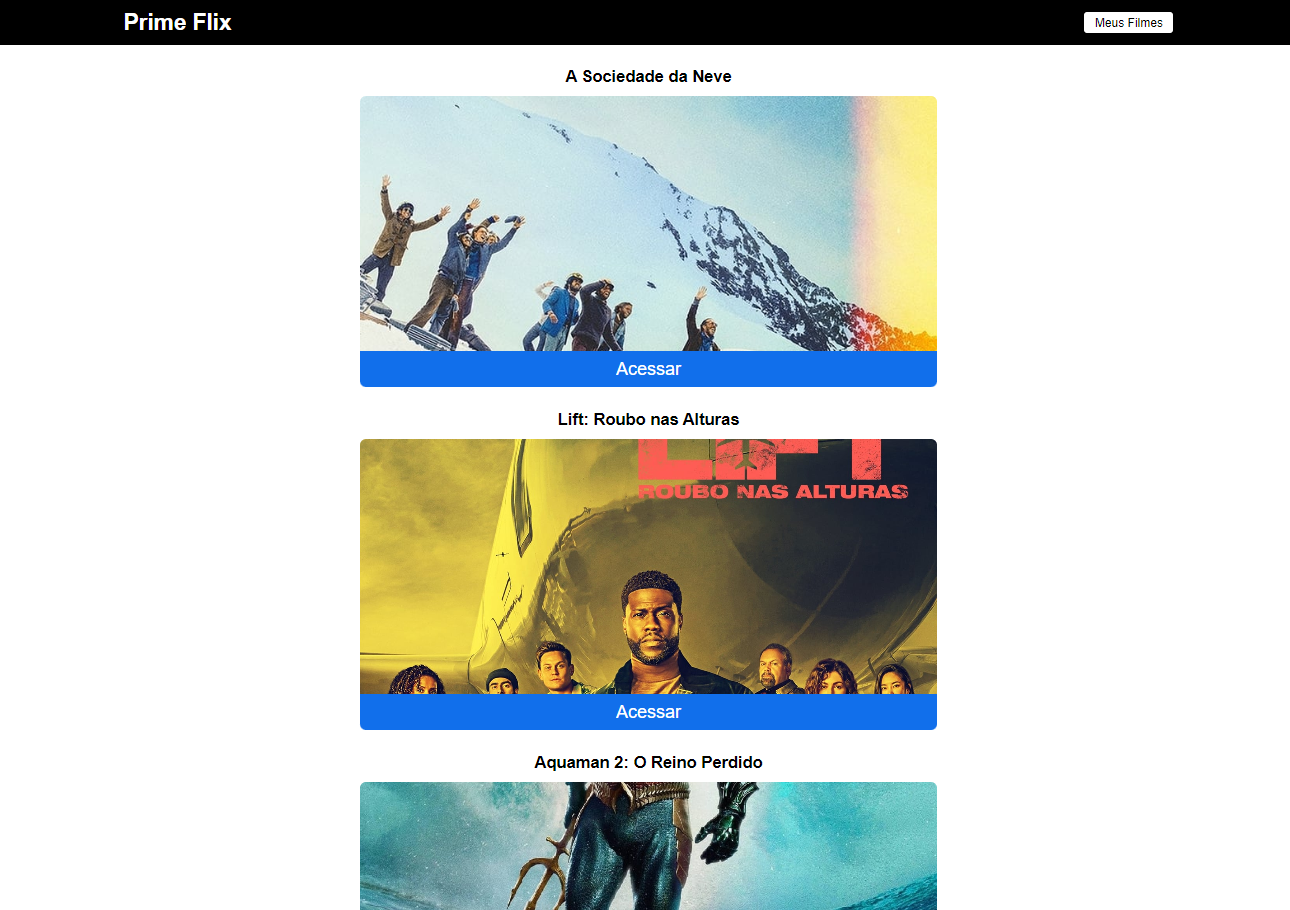 Prime Flix
Meus Filmes
A Sociedade da Neve
Acessar
Lift: Roubo nas Alturas
LIFT
ROUBO NAS ALTURAS
Acessar
Aquaman 2: O Reino Perdido